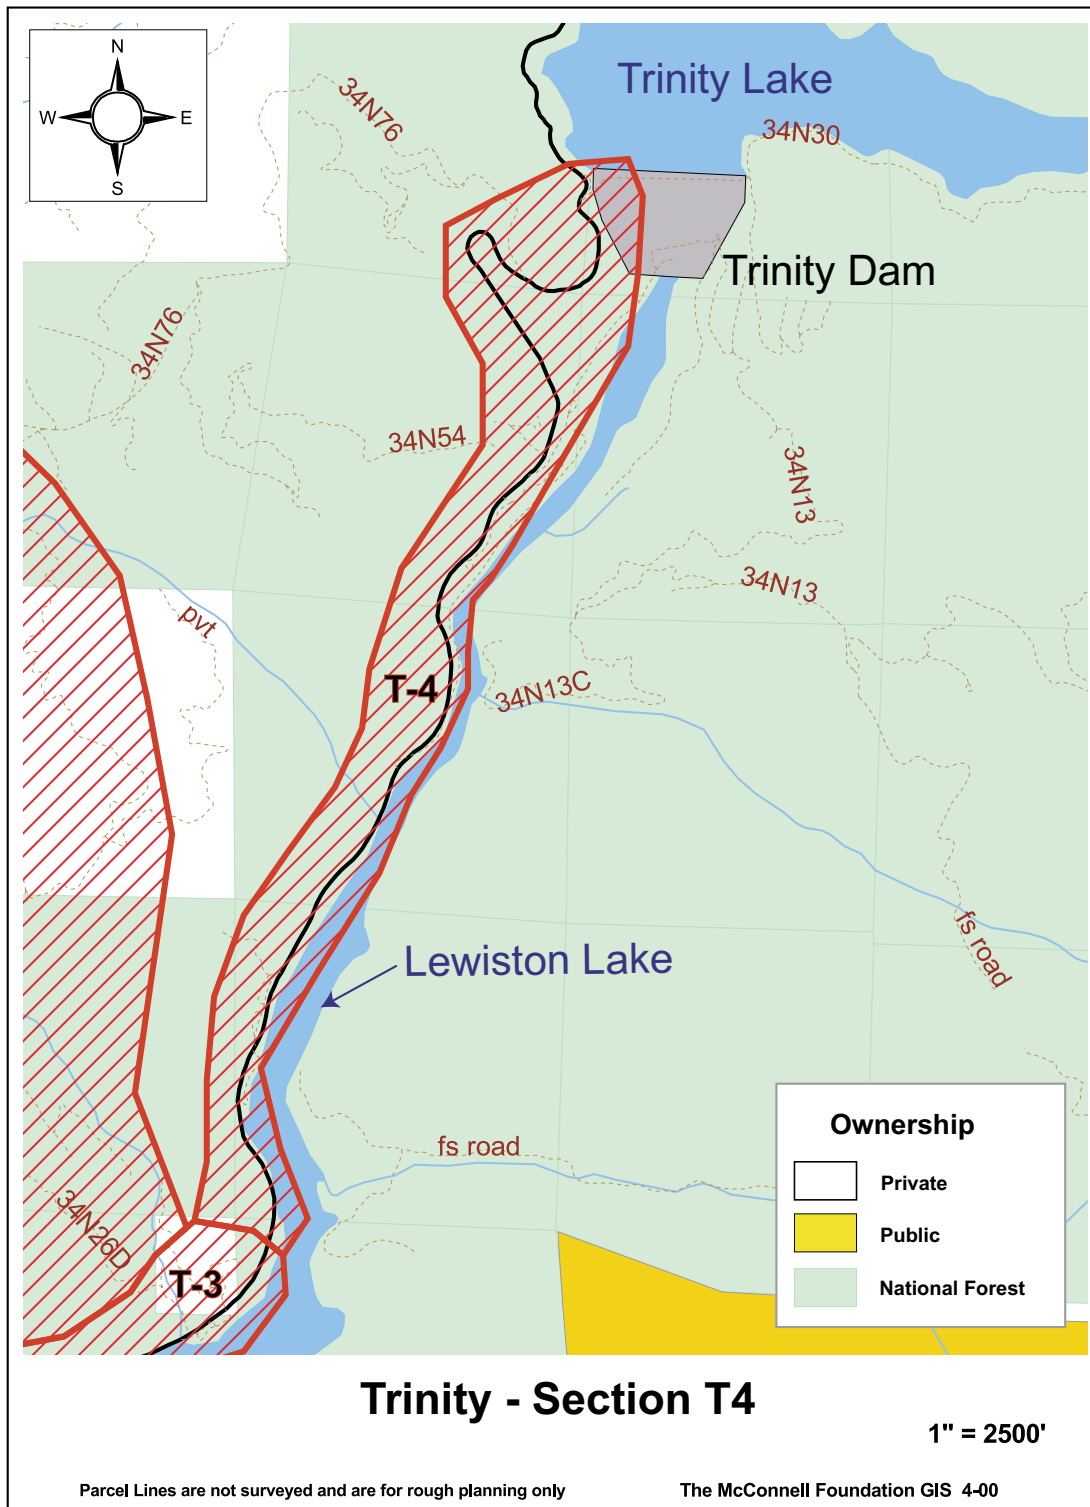 N
W
E
S
Trinity Lake
34N76
34N30
Trinity Dam
34N76
34N54
34N13
34N13
pvt
T-4
34N13C
fs road
Lewiston Lake
fs road
34N26D
T-3
Ownership
Private
Public
National Forest
Trinity - Section T4
1" = 2500'
Parcel Lines are not surveyed and are for rough planning only
The McConnell Foundation GIS 4-00